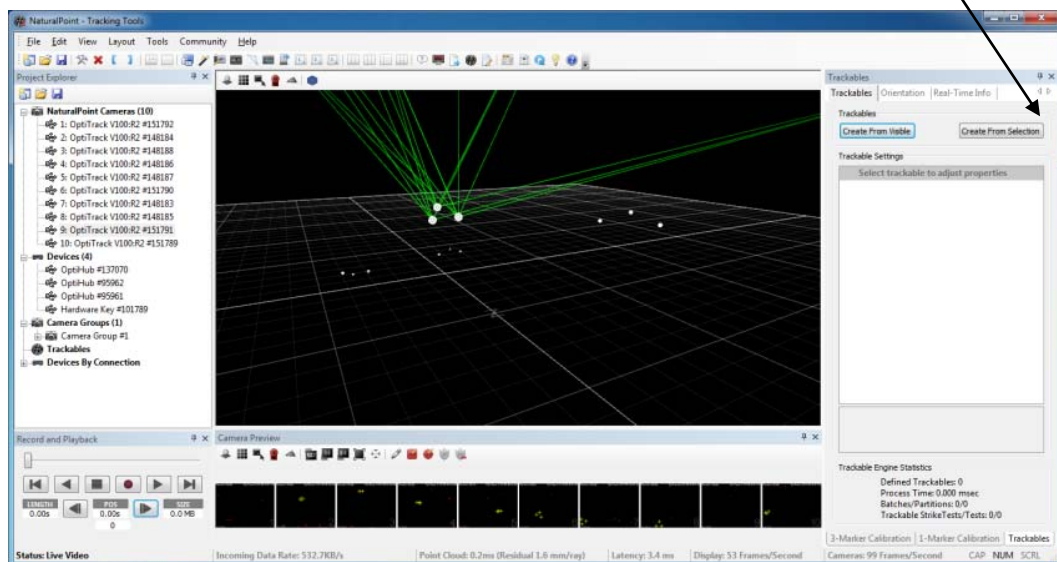 NaturalPoint - Tracking Tools
File Edit View Layout Tools Community Help
Project Explorer
NaturalPoint Cameras (10)
1: OptiTrack V100:R2 #151792
2: OptiTrack V100:R2 #148184
3: OptiTrack V100:R2 #148188
4: OptiTrack V100:R2 #148186
5: OptiTrack V100:R2 #148187
6: OptiTrack V100:R2 #151790
7: OptiTrack V100:R2 #148183
8: OptiTrack V100:R2 #148185
9: OptiTrack V100:R2 #151791
10: OptiTrack V100:R2 #151789
Devices (4)
OptiHub #137070
OptiHub #95962
OptiHub #95961
Hardware Key #101789
Camera Groups (1)
Camera Group #1
Trackables
Devices By Connection
Trackables
Trackables Orientation Real-Time Info
Trackables
Create From Visible Create From Selection
Trackable Settings
Select trackable to adjust properties
Trackable Engine Statistics
Defined Trackables: 0
Process Time: 0.000 msec
Batches/Partitions: 0/0
Trackable StrikeTests/Tests: 0/0
3-Marker Calibration 1-Marker Calibration Trackables
Record and Playback
LENGTH POS SIZE
0.00s 0.00s 0.0 MB
0
Camera Preview
Status: Live Video Incoming Data Rate: 532.7KB/s Point Cloud: 0.2ms (Residual 1.6 mm/ray) Latency: 3.4 ms Display: 53 Frames/Second Cameras: 99 Frames/Second CAP NUM SCRL